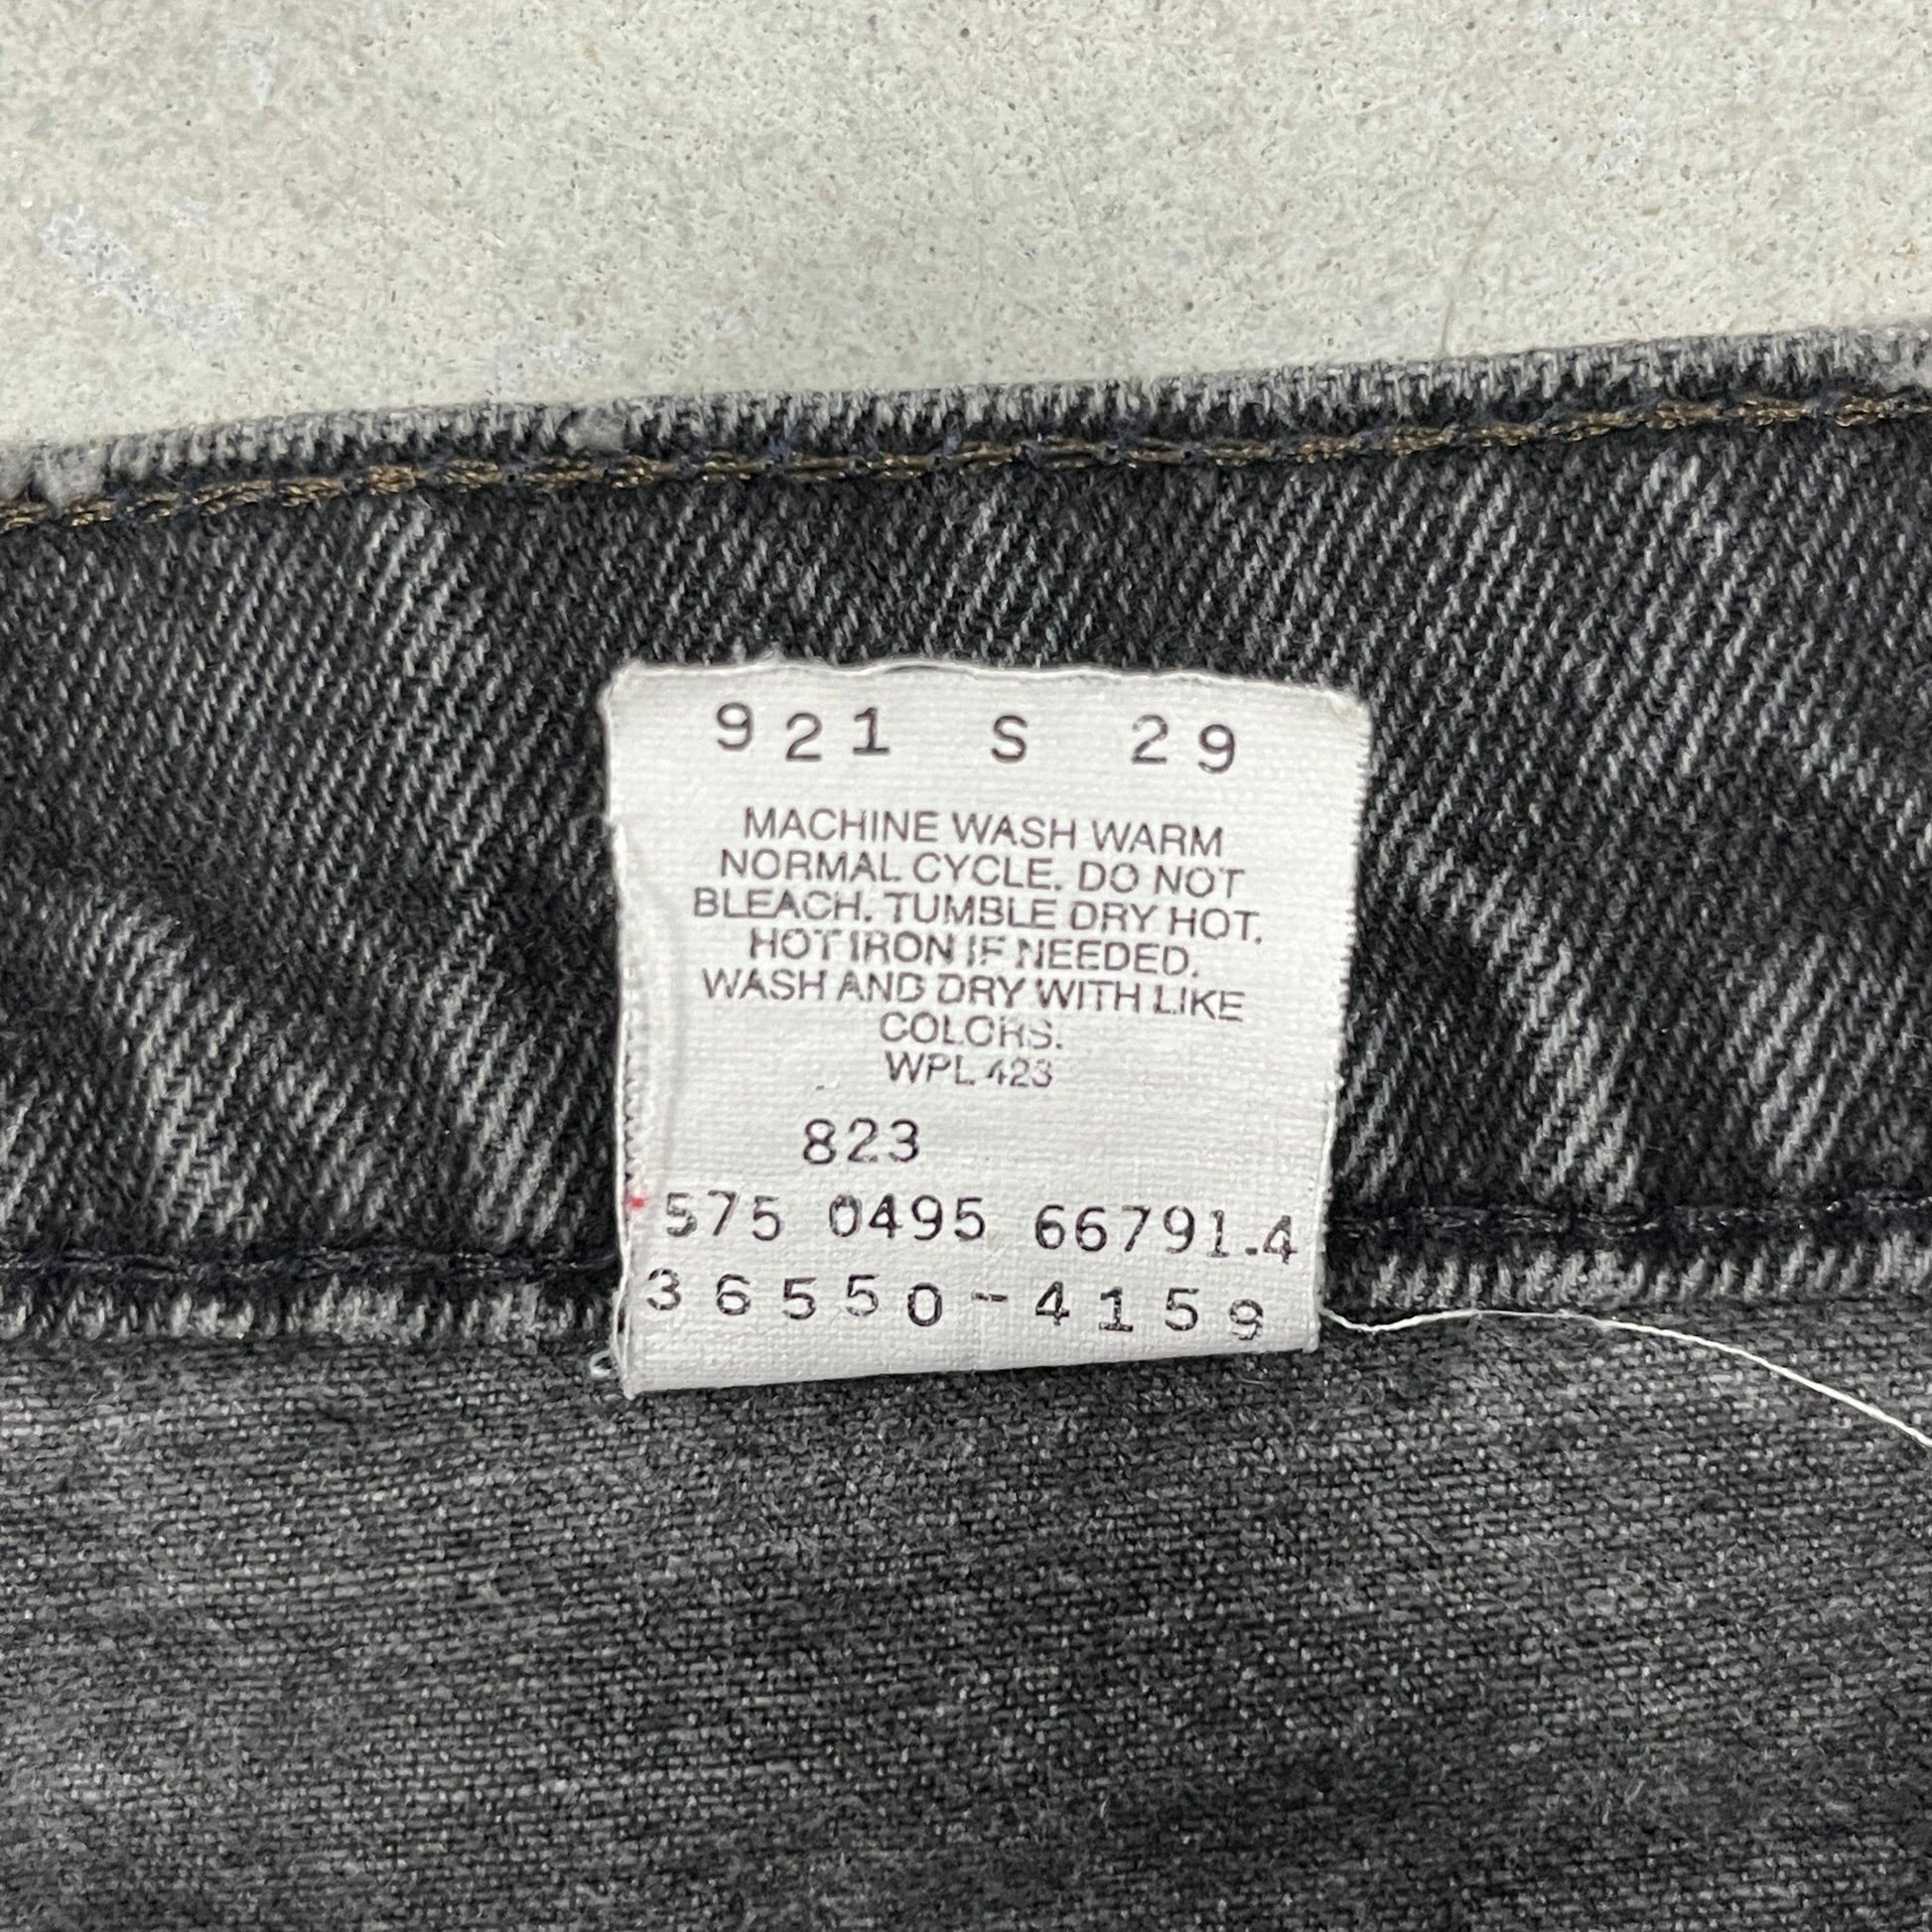 921 S 29
MACHINE WASH WARM
NORMAL CYCLE. DO NOT
BLEACH. TUMBLE DRY HOT.
HOT IRON IF NEEDED.
WASH AND DRY WITH LIKE
COLORS.
WPL 423
823
575 0495 66791.4
36550-4159